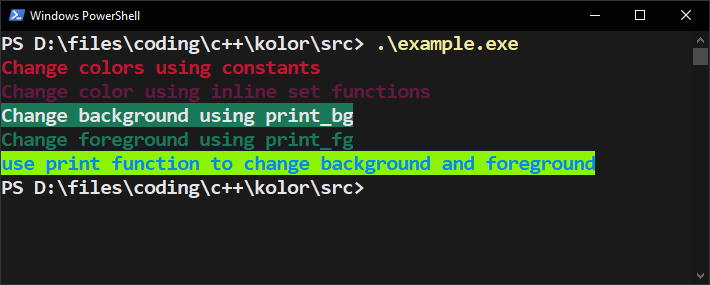 Windows PowerShell
PS D:\files\coding\c++\kolor\src> .\example.exe
Change colors using constants
Change color using inline set functions
Change background using print_bg
Change foreground using print_fg
use print function to change background and foreground
PS D:\files\coding\c++\kolor\src>